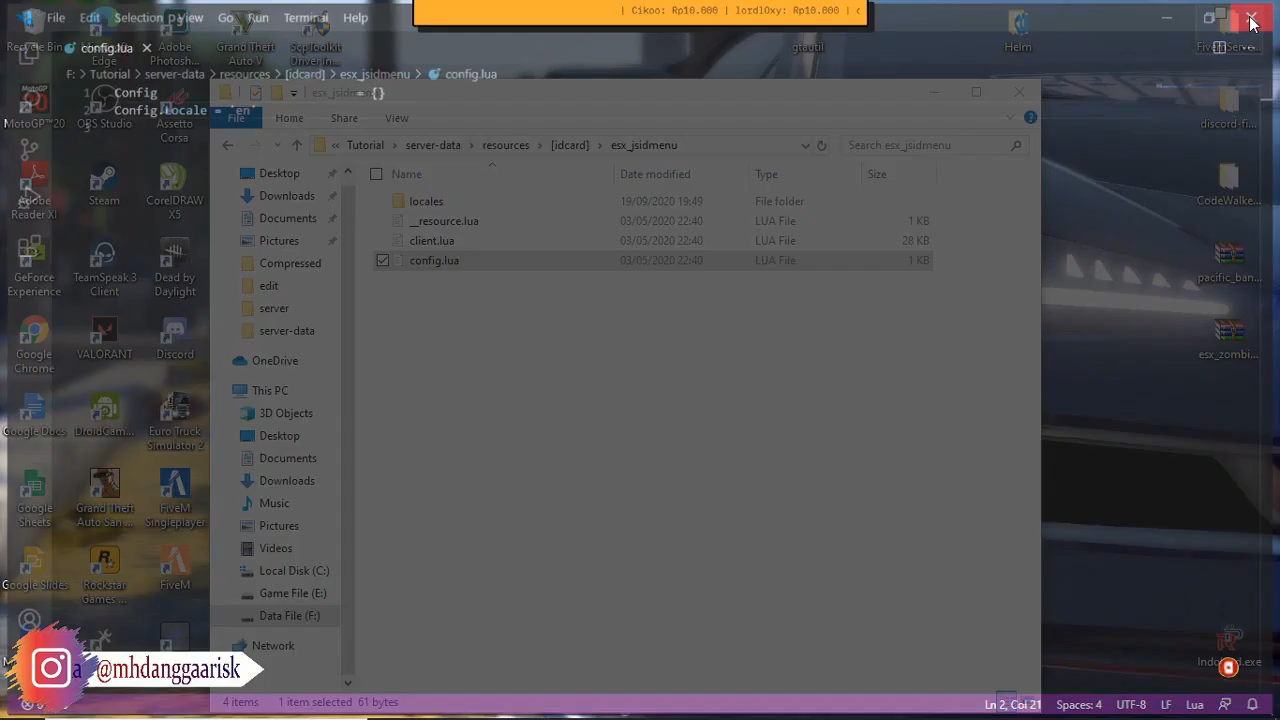 | Cikoo: Rp10.000 | lordl0xy: Rp10.000 | c
File Edit Selection View Go Run Terminal Help
config.lua
F: > Tutorial > server-data > resources > [idcard] > esx_jsidmenu > config.lua
1 Config = {}
2 Config.Locale = 'en'
3
esx_jsidmenu
File Home Share View
« Tutorial > server-data > resources > [idcard] > esx_jsidmenu
Search esx_jsidmenu
Name Date modified Type Size
locales 19/09/2020 19:49 File folder
__resource.lua 03/05/2020 22:40 LUA File 1 KB
client.lua 03/05/2020 22:40 LUA File 28 KB
config.lua 03/05/2020 22:40 LUA File 1 KB
Desktop
Downloads
Documents
Pictures
Compressed
edit
server
server-data
OneDrive
This PC
3D Objects
Desktop
Documents
Downloads
Music
Pictures
Videos
Local Disk (C:)
Game File (E:)
Data File (F:)
Network
4 items 1 item selected 61 bytes
Recycle Bin
Edge
Adobe Photosh...
Grand Theft Auto V
ScpToolkit Driver In...
MotoGP™20
OBS Studio
Assetto Corsa
Adobe Reader XI
Steam
CorelDRAW X5
GeForce Experience
TeamSpeak 3 Client
Dead by Daylight
Google Chrome
VALORANT
Discord
Google Docs
DroidCam...
Euro Truck Simulator 2
Google Sheets
Grand Theft Auto San ...
FiveM Singleplayer
Google Slides
Rockstar Games ...
FiveM
gtautil
Helm
discord-fi...
CodeWalke...
pacific_ban...
esx_zombi...
@mhdanggaarisk
Ln 2, Col 21 Spaces: 4 UTF-8 LF Lua